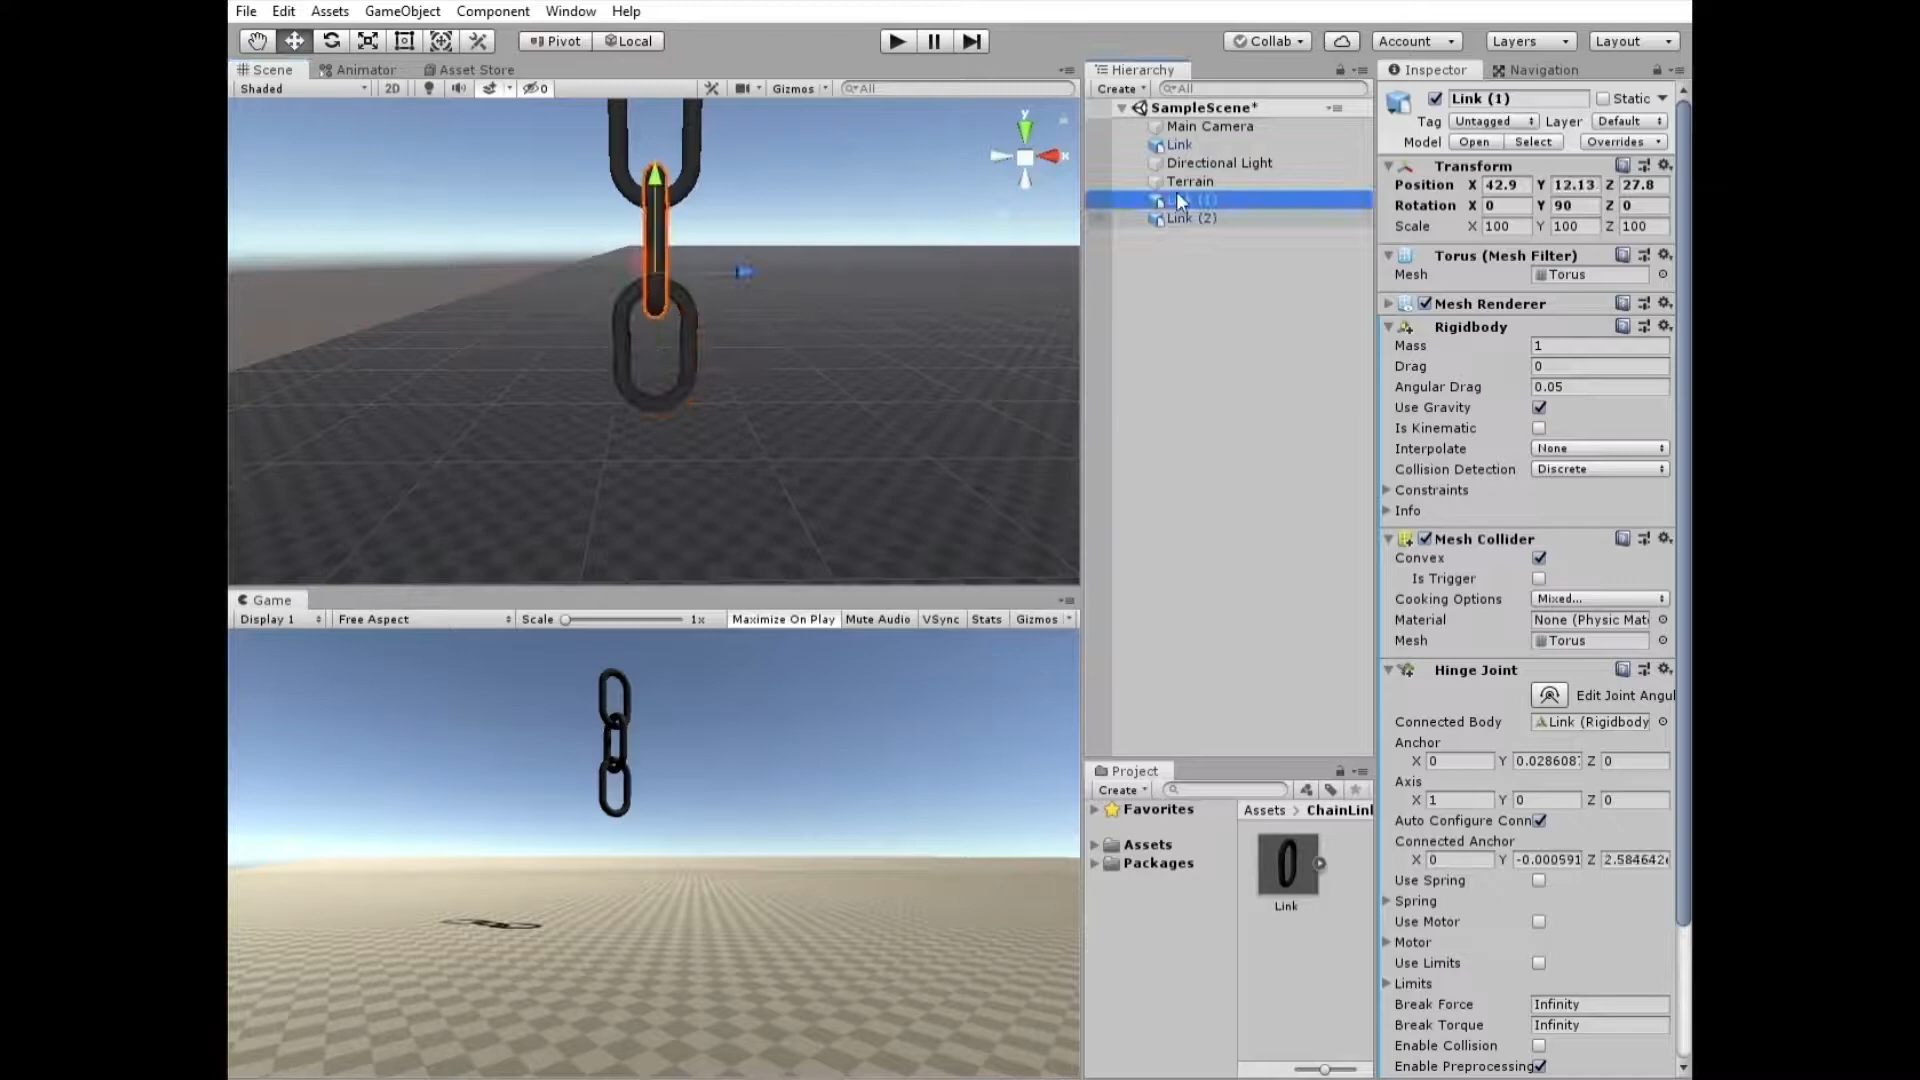 File Edit Assets GameObject Component Window Help
Pivot Local Collab Account Layers Layout
Scene Animator Asset Store
Shaded 2D 0 Gizmos All
y
x
Game
Display 1 Free Aspect Scale 1x Maximize On Play Mute Audio VSync Stats Gizmos
Hierarchy
Create All
SampleScene*
Main Camera
Link
Directional Light
Terrain
(1)
Link (2)
Project
Create
Favorites
Assets
Packages
Assets > ChainLinl
Link
Inspector Navigation
Link (1) Static
Tag Untagged Layer Default
Model Open Select Overrides
Transform
Position X 42.9 Y 12.13 Z 27.8
Rotation X 0 Y 90 Z 0
Scale X 100 Y 100 Z 100
Torus (Mesh Filter)
Mesh Torus
Mesh Renderer
Rigidbody
Mass 1
Drag 0
Angular Drag 0.05
Use Gravity
Is Kinematic
Interpolate None
Collision Detection Discrete
Constraints
Info
Mesh Collider
Convex
Is Trigger
Cooking Options Mixed...
Material None (Physic Mat
Mesh Torus
Hinge Joint
Edit Joint Angul
Connected Body Link (Rigidbody
Anchor
X 0 Y 0.028608 Z 0
Axis
X 1 Y 0 Z 0
Auto Configure Conn
Connected Anchor
X 0 Y -0.000591 Z 2.584642
Use Spring
Spring
Use Motor
Motor
Use Limits
Limits
Break Force Infinity
Break Torque Infinity
Enable Collision
Enable Preprocessing